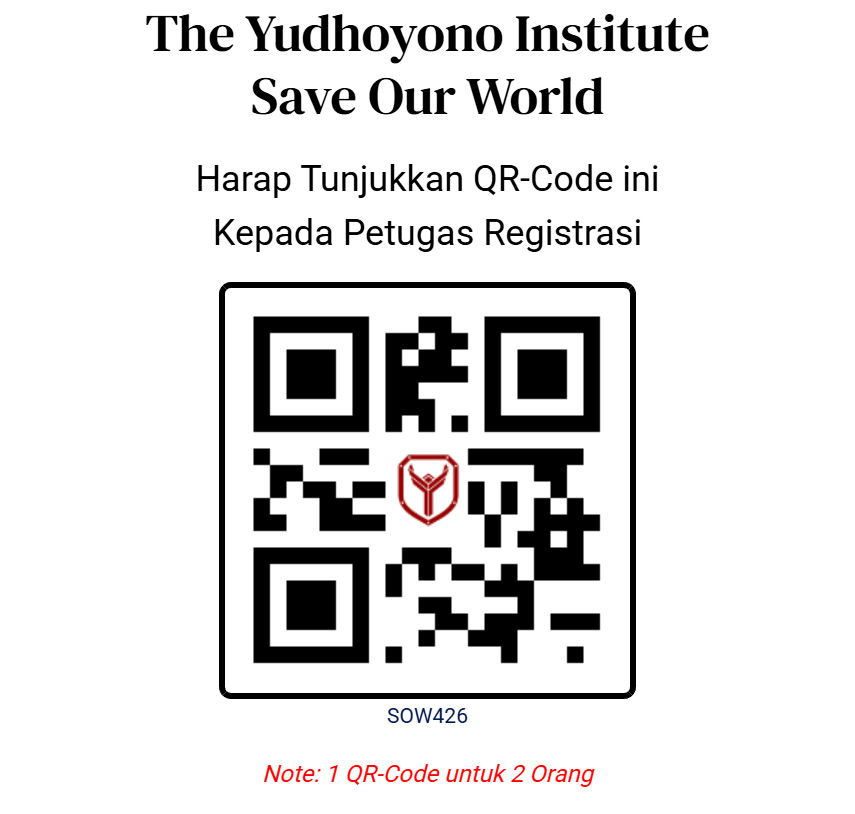 The Yudhoyono Institute
Save Our World
Harap Tunjukkan QR-Code ini
Kepada Petugas Registrasi
SOW426
Note: 1 QR-Code untuk 2 Orang